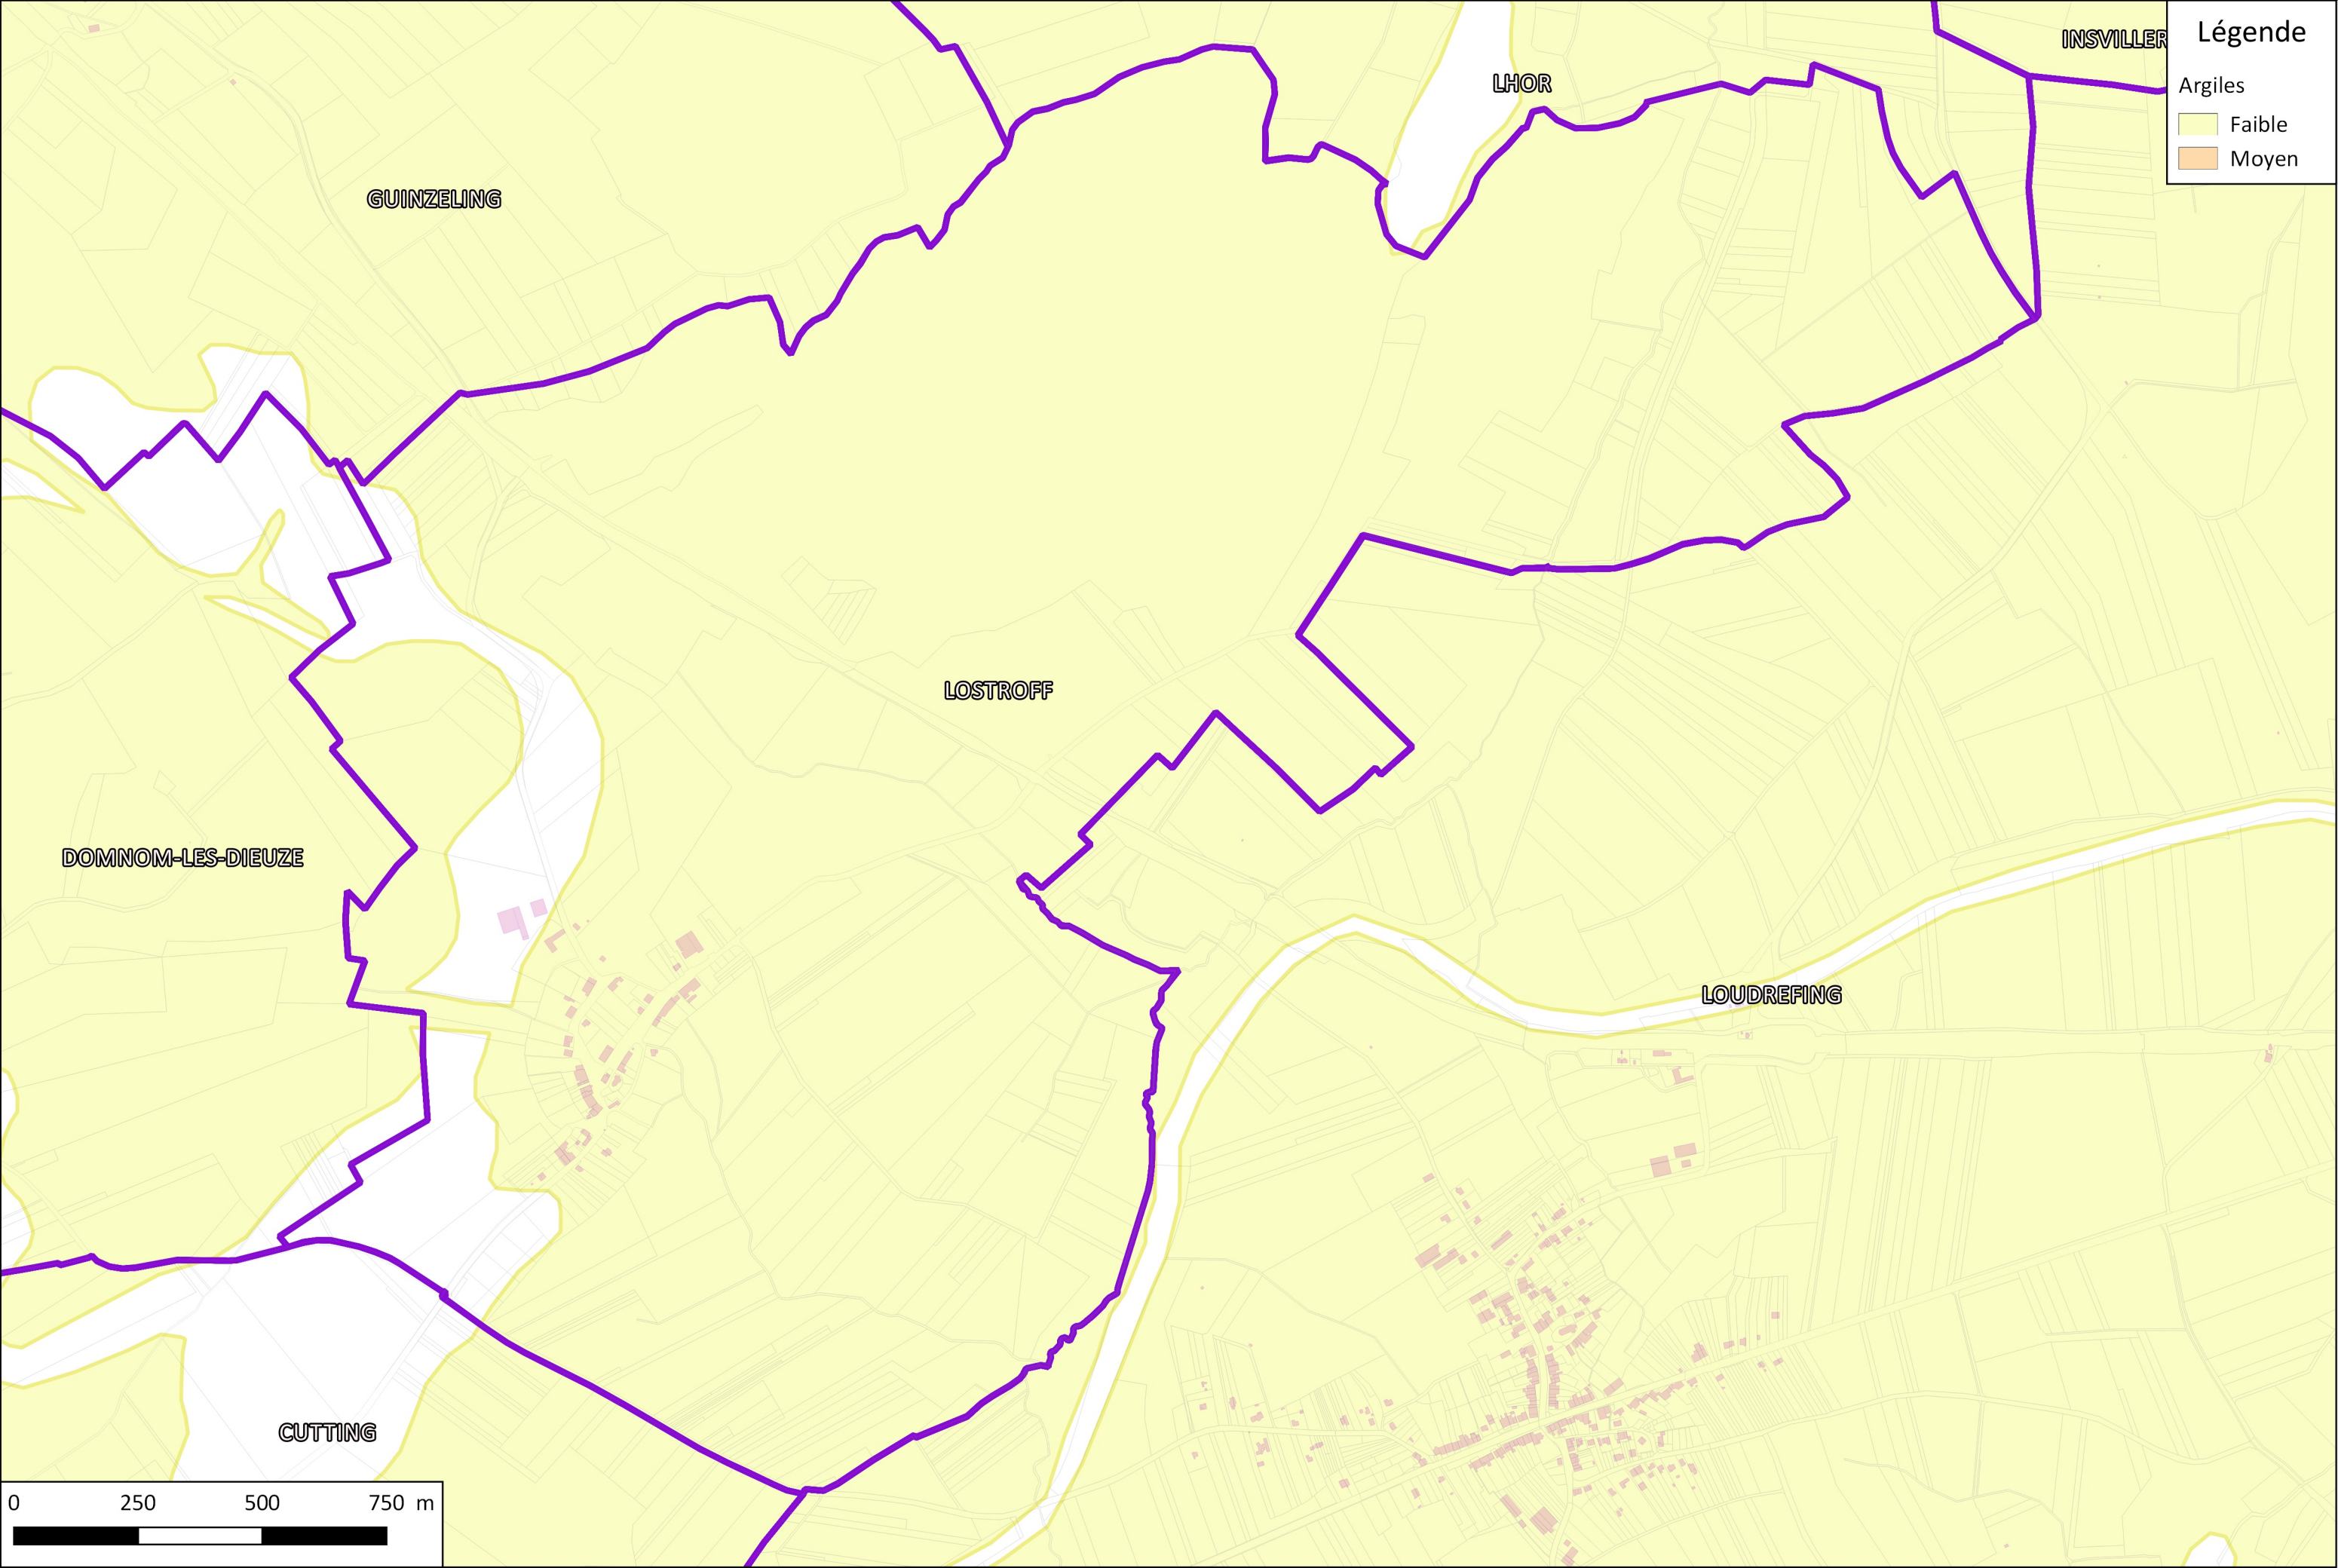 INSVILLER
Légende
LHOR
Argiles
Faible
Moyen
GUINZELING
LOSTROFF
DOMNOM-LES-DIEUZE
LOUDREFING
CUTTING
0 250 500 750 m